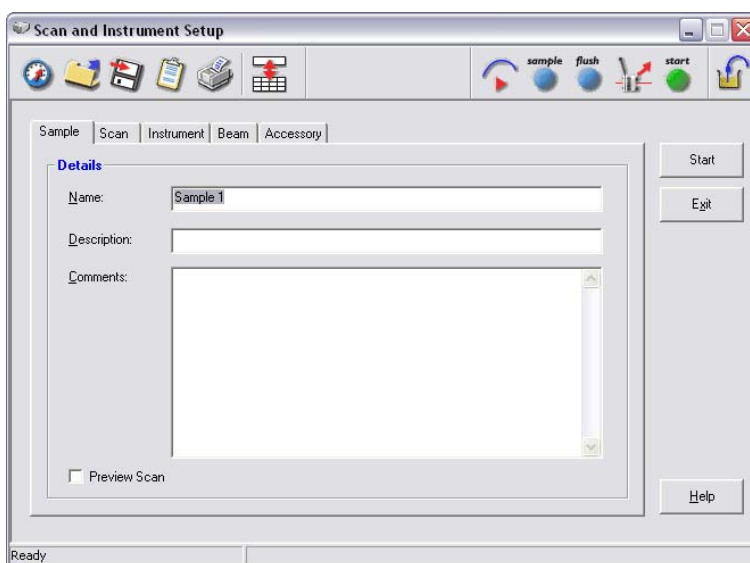 Scan and Instrument Setup
sample flush start
Sample Scan Instrument Beam Accessory
Details
Name: Sample 1
Description:
Comments:
Preview Scan
Start
Exit
Help
Ready